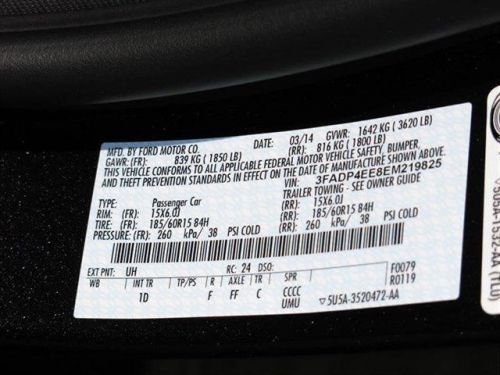 MFD. BY FORD MOTOR CO. DATE: 03/14 GVWR: 1642 KG ( 3620 LB)
GAWR: (FR): 839 KG ( 1850 LB) (RR): 816 KG ( 1800 LB)
THIS VEHICLE CONFORMS TO ALL APPLICABLE FEDERAL MOTOR VEHICLE SAFETY, BUMPER,
AND THEFT PREVENTION STANDARDS IN EFFECT ON THE DATE OF MANUFACTURE SHOWN ABOVE.
VIN: 3FADP4EE8EM219825
TYPE: Passenger Car TRAILER TOWING - SEE OWNER GUIDE
RIM: (FR) 15X6.0J (RR): 15X6.0J
TIRE: (FR) 185/60R15 84H (RR): 185/60R15 84H
PRESSURE: (FR) 260 kPa/ 38 PSI COLD (RR): 260 kPa/ 38 PSI COLD
EXT PNT: UH RC: 24 DSO: F0079
WB INT TR TP/PS R AXLE TR SPR R0119
1D F FF C CCCC
UMU ▽5U5A-3520472-AA